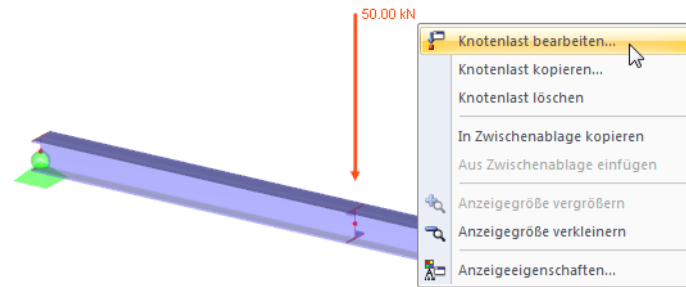 50.00 kN
Knotenlast bearbeiten...
Knotenlast kopieren...
Knotenlast löschen
In Zwischenablage kopieren
Aus Zwischenablage einfügen
Anzeigegröße vergrößern
Anzeigegröße verkleinern
Anzeigeeigenschaften...